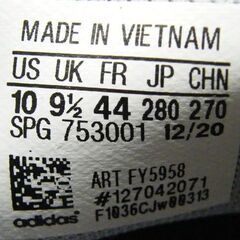 MADE IN VIETNAM
US UK FR JP CHN
10 9½ 44 280 270
SPG 753001 12/20
ART FY5958
#127042071
F1036CJw00313
adidas